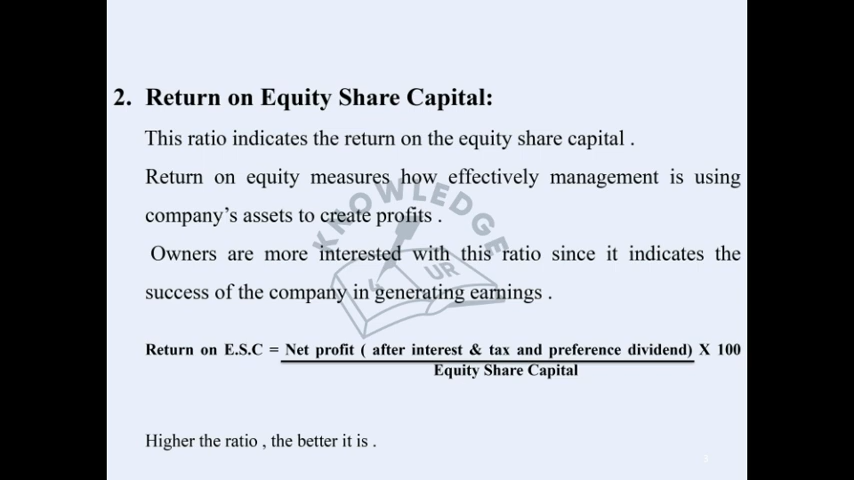 2. Return on Equity Share Capital:
This ratio indicates the return on the equity share capital .
Return on equity measures how effectively management is using
company's assets to create profits .
Owners are more interested with this ratio since it indicates the
success of the company in generating earnings .
KNOWLEDGE
K UR
Return on E.S.C = Net profit ( after interest & tax and preference dividend) X 100
Equity Share Capital
Higher the ratio , the better it is .
3